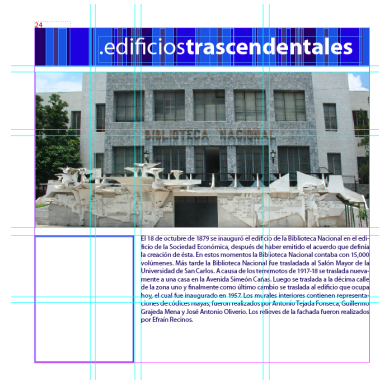 24
.edificiostrascendentales
BIBLIOTECA NACIONAL
El 18 de octubre de 1879 se inauguró el edificio de la Biblioteca Nacional en el edi-
ficio de la Sociedad Económica, después de haber emitido el acuerdo que definía
la creación de ésta. En estos momentos la Biblioteca Nacional contaba con 15,000
volúmenes. Más tarde la Biblioteca Nacional fue trasladada al Salón Mayor de la
Universidad de San Carlos. A causa de los terremotos de 1917-18 se traslada nueva-
mente a una casa en la Avenida Simeón Cañas. Luego se traslada a la décima calle
de la zona uno y finalmente como último cambio se traslada al edificio que ocupa
hoy, el cual fue inaugurado en 1957. Los murales interiores contienen representa-
ciones de códices mayas, fueron realizados por Antonio Tejada Fonseca, Guillermo
Grajeda Mena y José Antonio Oliverio. Los relieves de la fachada fueron realizados
por Efraín Recinos.